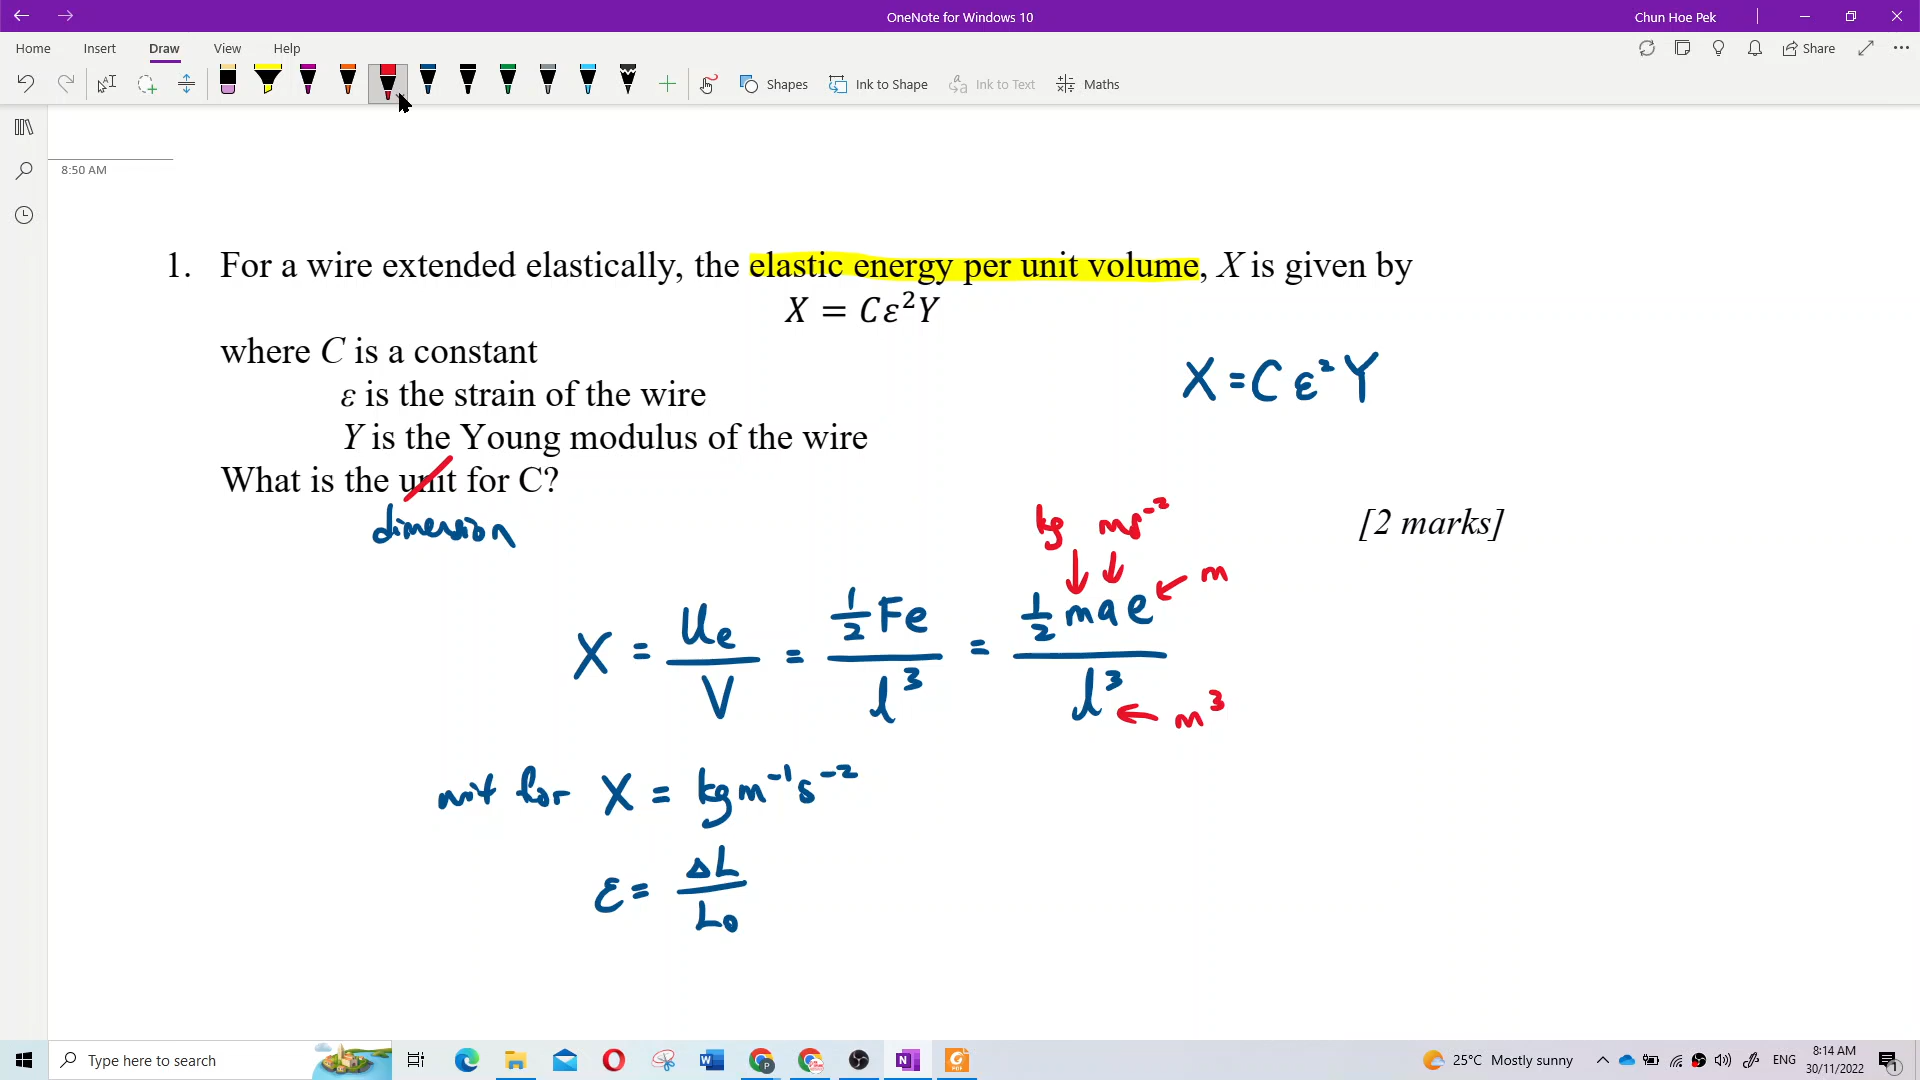 OneNote for Windows 10
Chun Hoe Pek
Home Insert Draw View Help
Share
Shapes Ink to Shape Ink to Text Maths
8:50 AM
1. For a wire extended elastically, the elastic energy per unit volume, X is given by
X = Cε²Y
where C is a constant
X = C ε² Y
ε is the strain of the wire
Y is the Young modulus of the wire
What is the unit for C?
dimension
[2 marks]
kg ms⁻²
m
X = Ue/V = ½Fe/l³ = ½mae/l³
m³
unit for X = kgm⁻¹s⁻²
ε = ΔL/Lo
Type here to search
25°C Mostly sunny
ENG
8:14 AM
30/11/2022
1